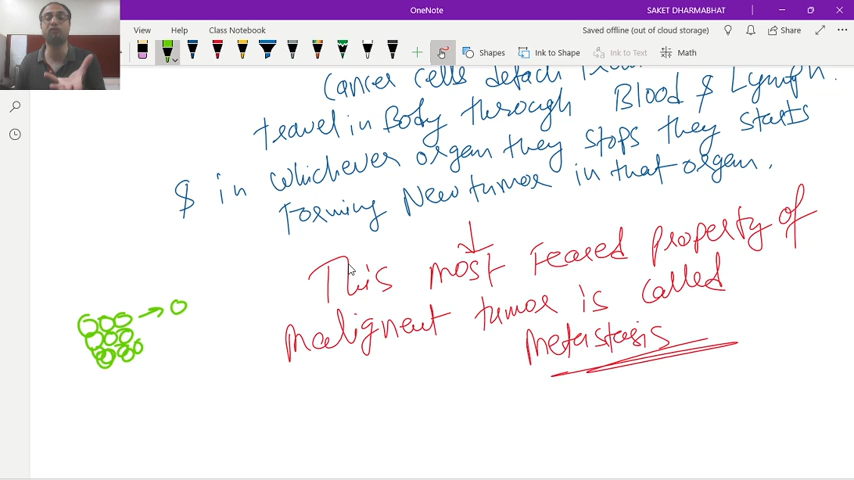 OneNote
SAKET DHARMABHAT
View Help Class Notebook
Saved offline (out of cloud storage)
Share
Shapes
Ink to Shape
Ink to Text
Math
Cancer cells detach
travel in Body through Blood & Lymph.
& in whichever organ they stops they starts
Forming New tumor in that organ.
This most Feared property of
malignent tumor is called
metastasis